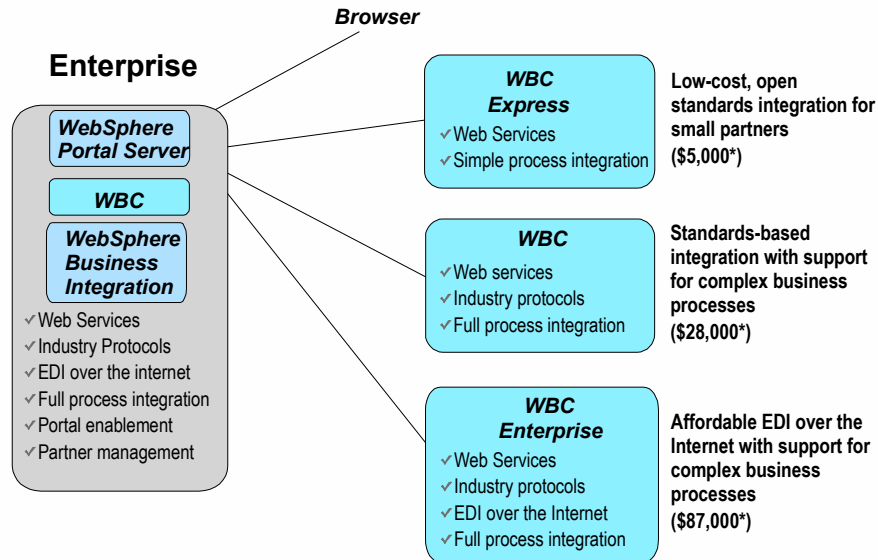 Browser
Enterprise
WebSphere
Portal Server
WBC
WebSphere
Business
Integration
✓Web Services
✓Industry Protocols
✓EDI over the internet
✓Full process integration
✓Portal enablement
✓Partner management
WBC
Express
✓Web Services
✓Simple process integration
Low-cost, open
standards integration for
small partners
($5,000*)
WBC
✓Web services
✓Industry protocols
✓Full process integration
Standards-based
integration with support
for complex business
processes
($28,000*)
WBC
Enterprise
✓Web Services
✓Industry protocols
✓EDI over the Internet
✓Full process integration
Affordable EDI over the
Internet with support for
complex business
processes
($87,000*)